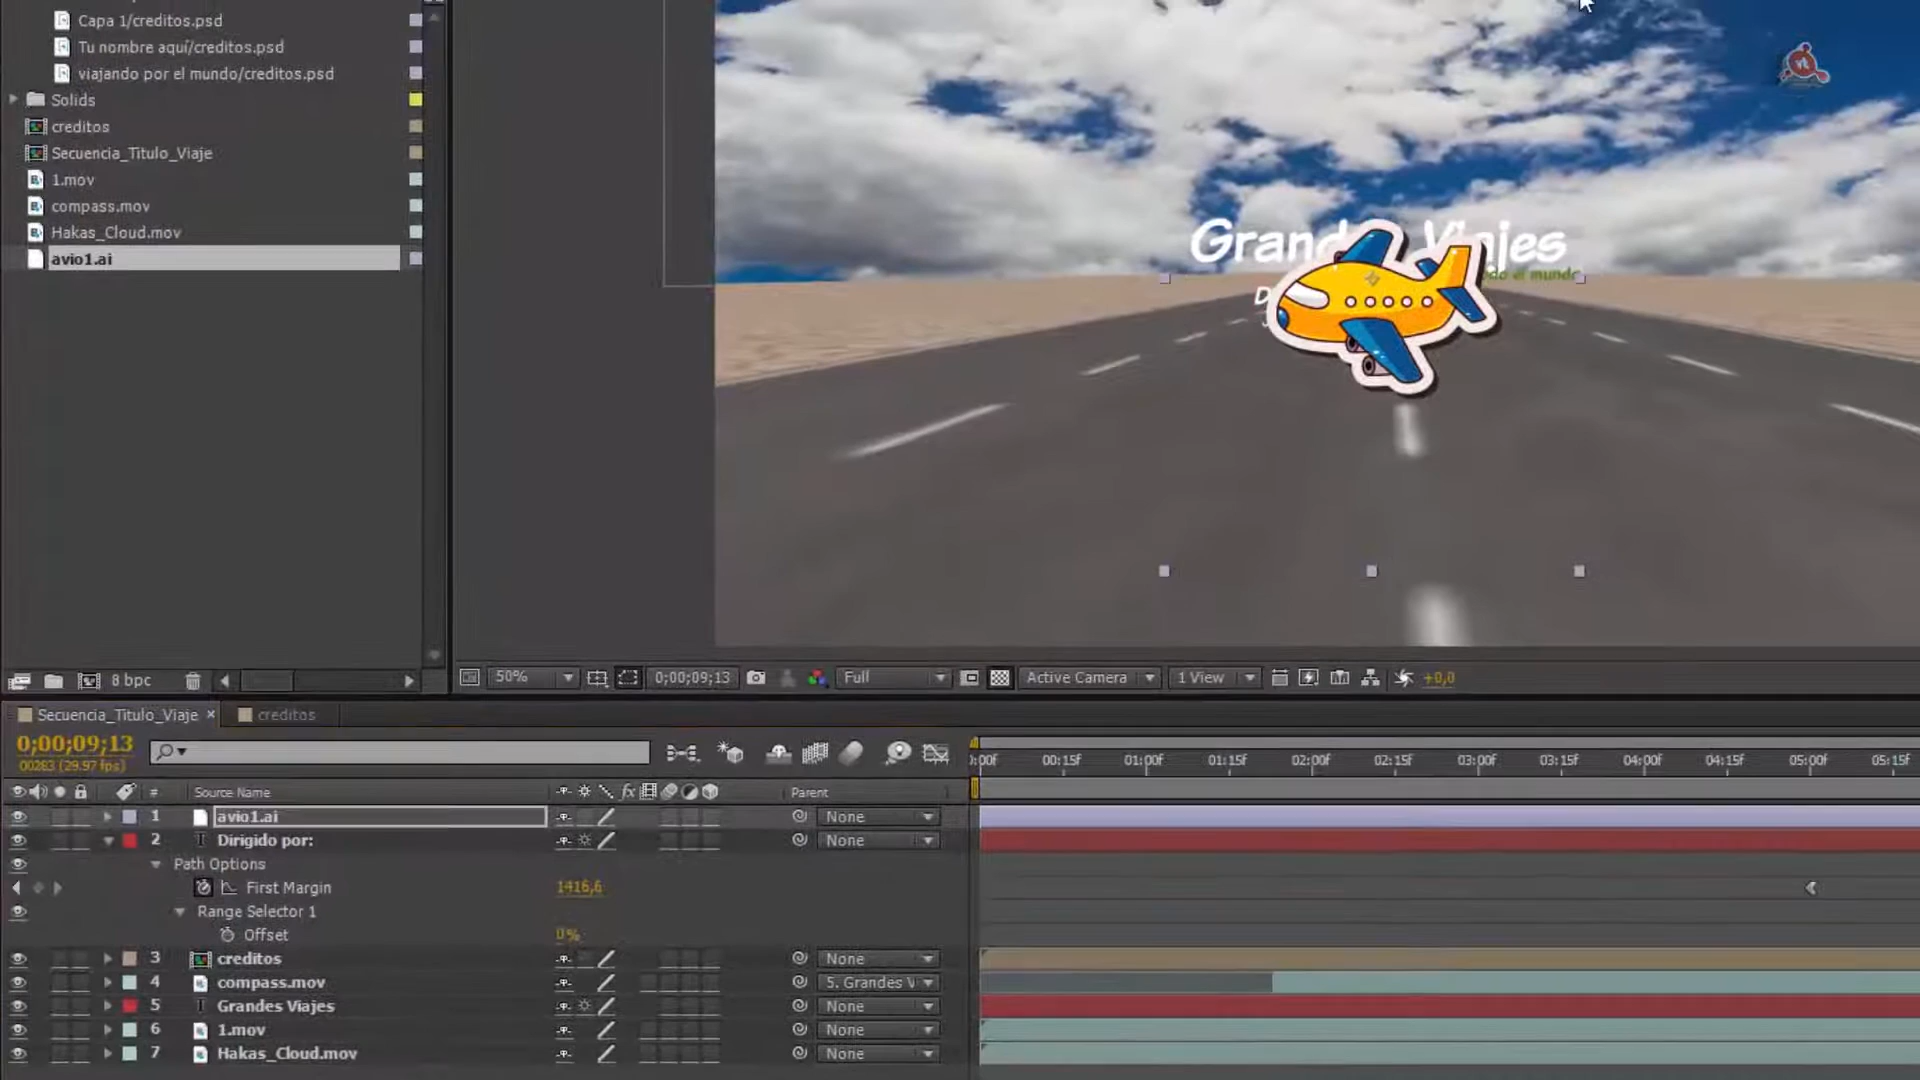 Capa 1/creditos.psd
Tu nombre aquí/creditos.psd
viajando por el mundo/creditos.psd
Solids
creditos
Secuencia_Titulo_Viaje
1.mov
compass.mov
Hakas_Cloud.mov
avio1.ai
8 bpc
50%
0;00;09;13
Full
Active Camera
1 View
+0,0
Secuencia_Titulo_Viaje
creditos
0;00;09;13
00283 (29.97 fps)
:00f 00:15f 01:00f 01:15f 02:00f 02:15f 03:00f 03:15f 04:00f 04:15f 05:00f 05:15f
# Source Name fx Parent
1 avio1.ai None
2 Dirigido por: None
Path Options
First Margin 1416,6
Range Selector 1
Offset 0%
3 creditos None
4 compass.mov 5. Grandes V
5 Grandes Viajes None
6 1.mov None
7 Hakas_Cloud.mov None